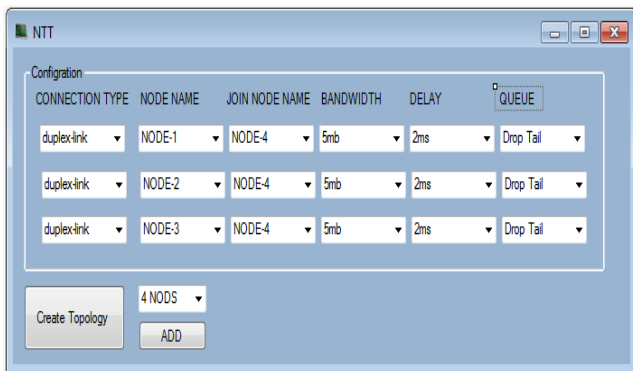 NTT
Configration
CONNECTION TYPE NODE NAME JOIN NODE NAME BANDWIDTH DELAY QUEUE
duplex-link NODE-1 NODE-4 5mb 2ms Drop Tail
duplex-link NODE-2 NODE-4 5mb 2ms Drop Tail
duplex-link NODE-3 NODE-4 5mb 2ms Drop Tail
4 NODS
Create Topology
ADD